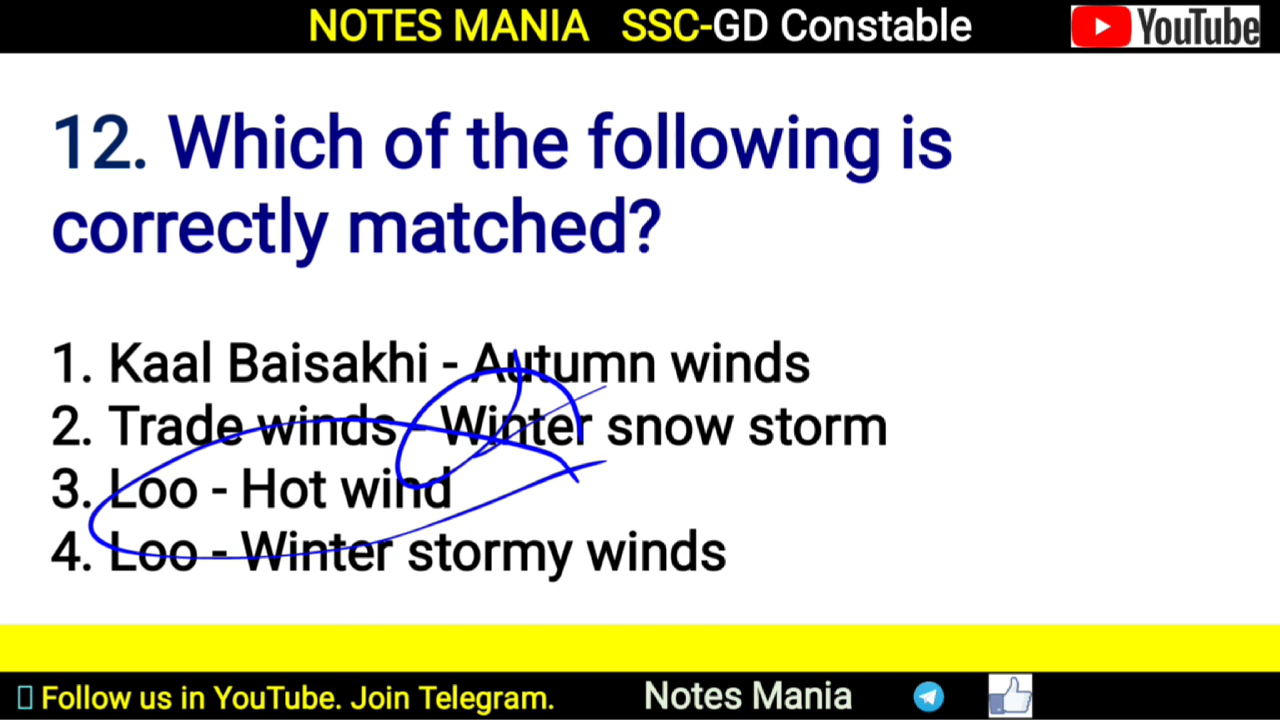 NOTES MANIA SSC-GD Constable YouTube
12. Which of the following is
correctly matched?
1. Kaal Baisakhi - Autumn winds
2. Trade winds - Winter snow storm
3. Loo - Hot wind
4. Loo - Winter stormy winds
Follow us in YouTube. Join Telegram. Notes Mania